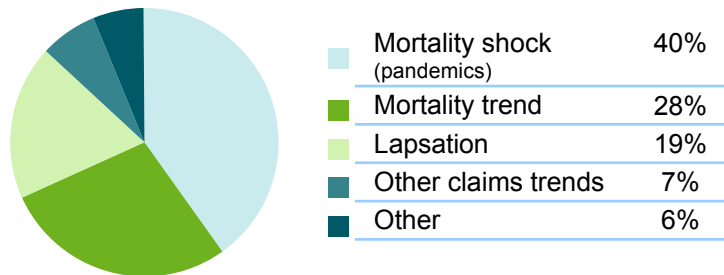 Mortality shock 40%
(pandemics)
Mortality trend 28%
Lapsation 19%
Other claims trends 7%
Other 6%